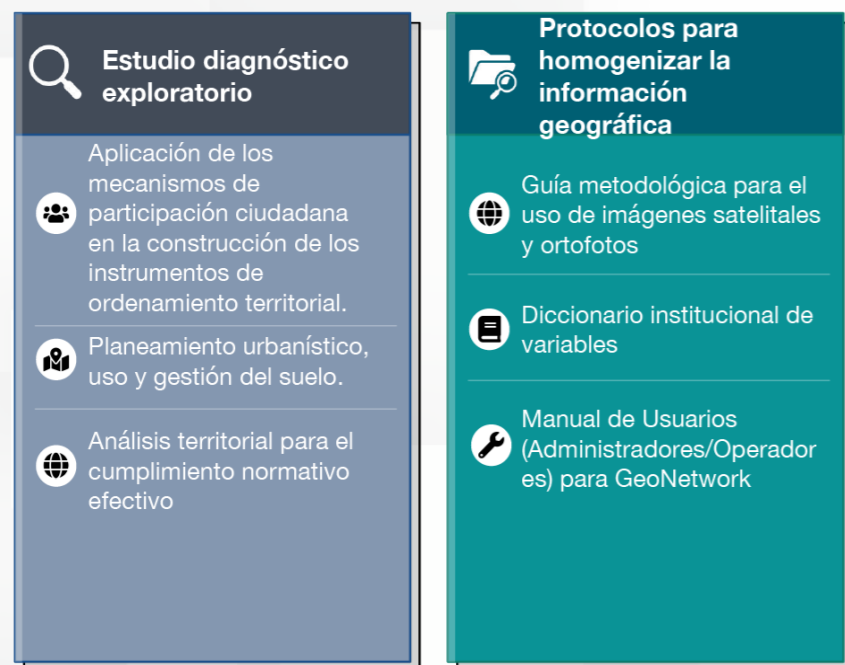 Estudio diagnóstico
exploratorio
Aplicación de los
mecanismos de
participación ciudadana
en la construcción de los
instrumentos de
ordenamiento territorial.
Planeamiento urbanístico,
uso y gestión del suelo.
Análisis territorial para el
cumplimiento normativo
efectivo
Protocolos para
homogenizar la
información
geográfica
Guía metodológica para el
uso de imágenes satelitales
y ortofotos
Diccionario institucional de
variables
Manual de Usuarios
(Administradores/Operador
es) para GeoNetwork